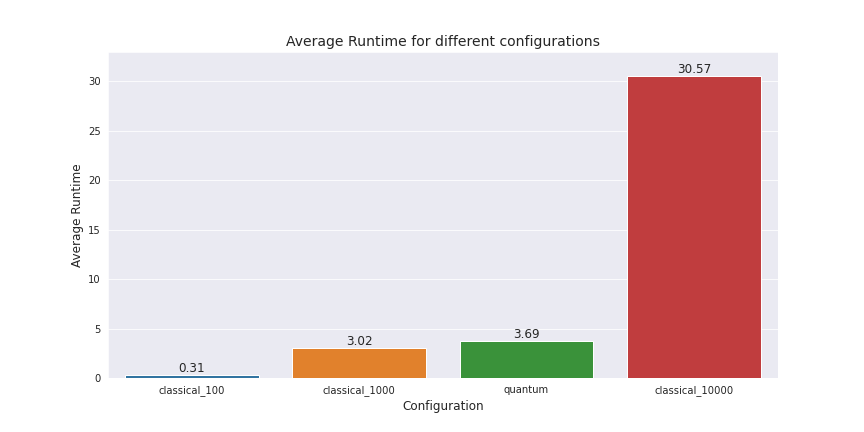 Average Runtime for different configurations
Average Runtime
30
25
20
15
10
5
0
0.31
3.02
3.69
30.57
classical_100
classical_1000
quantum
classical_10000
Configuration